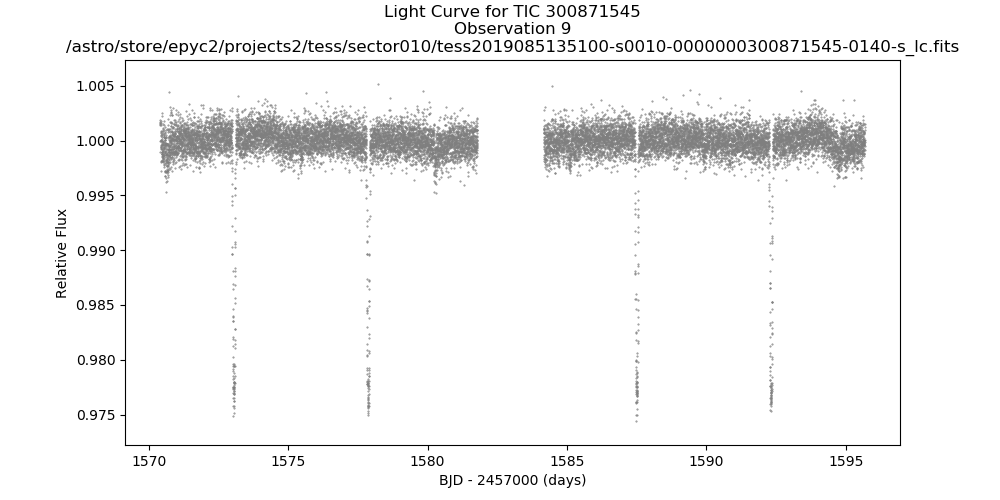 Light Curve for TIC 300871545
Observation 9
/astro/store/epyc2/projects2/tess/sector010/tess2019085135100-s0010-0000000300871545-0140-s_lc.fits
1.005
1.000
0.995
0.990
0.985
0.980
0.975
Relative Flux
1570 1575 1580 1585 1590 1595
BJD - 2457000 (days)